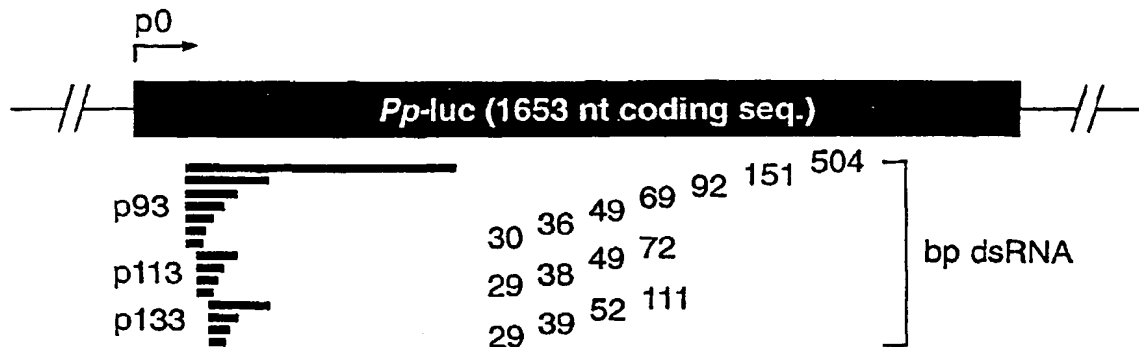 p0
Pp-luc (1653 nt coding seq.)
p93 30 36 49 69 92 151 504
p113 29 38 49 72
p133 29 39 52 111
bp dsRNA